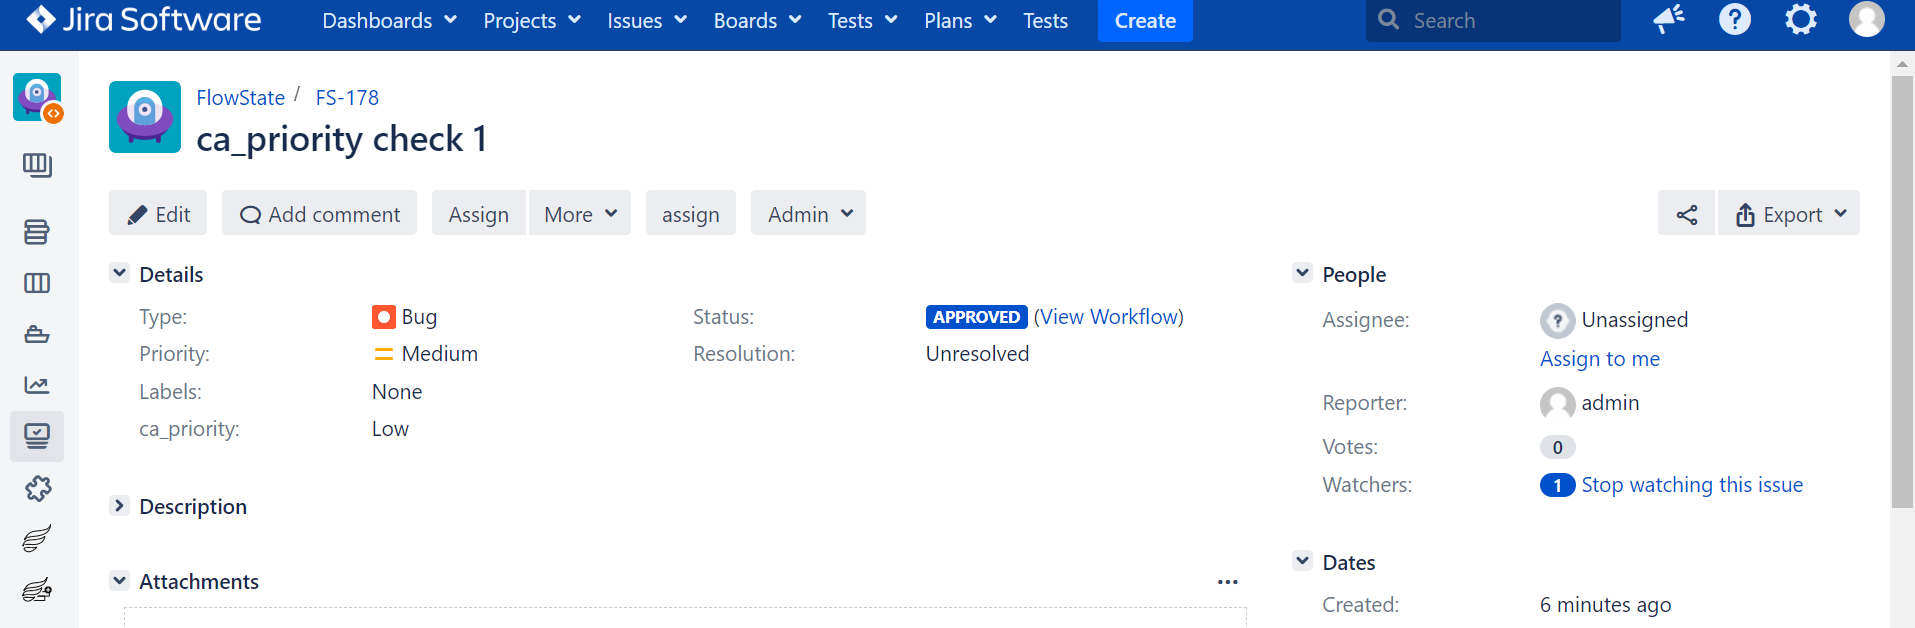 Jira Software Dashboards Projects Issues Boards Tests Plans Tests Create Search ?
FlowState / FS-178
ca_priority check 1
Edit Add comment Assign More assign Admin Export
Details
Type: Bug Status: APPROVED (View Workflow)
Priority: Medium Resolution: Unresolved
Labels: None
ca_priority: Low
Description
Attachments
People
Assignee: ? Unassigned
Assign to me
Reporter: admin
Votes: 0
Watchers: 1 Stop watching this issue
Dates
Created: 6 minutes ago